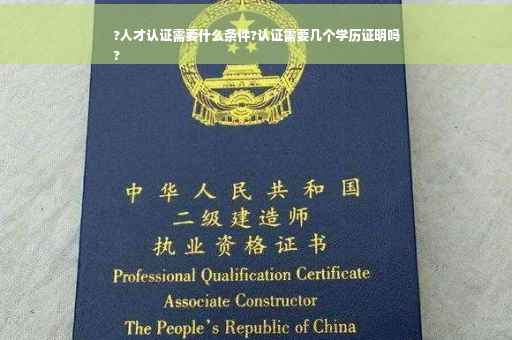 ?人才认证需要什么条件?认证需要几个学历证明吗
?
中华人民共和国
二级建造师
执业资格证书
Professional Qualification Certificate
Associate Constructor
The People's Republic of China